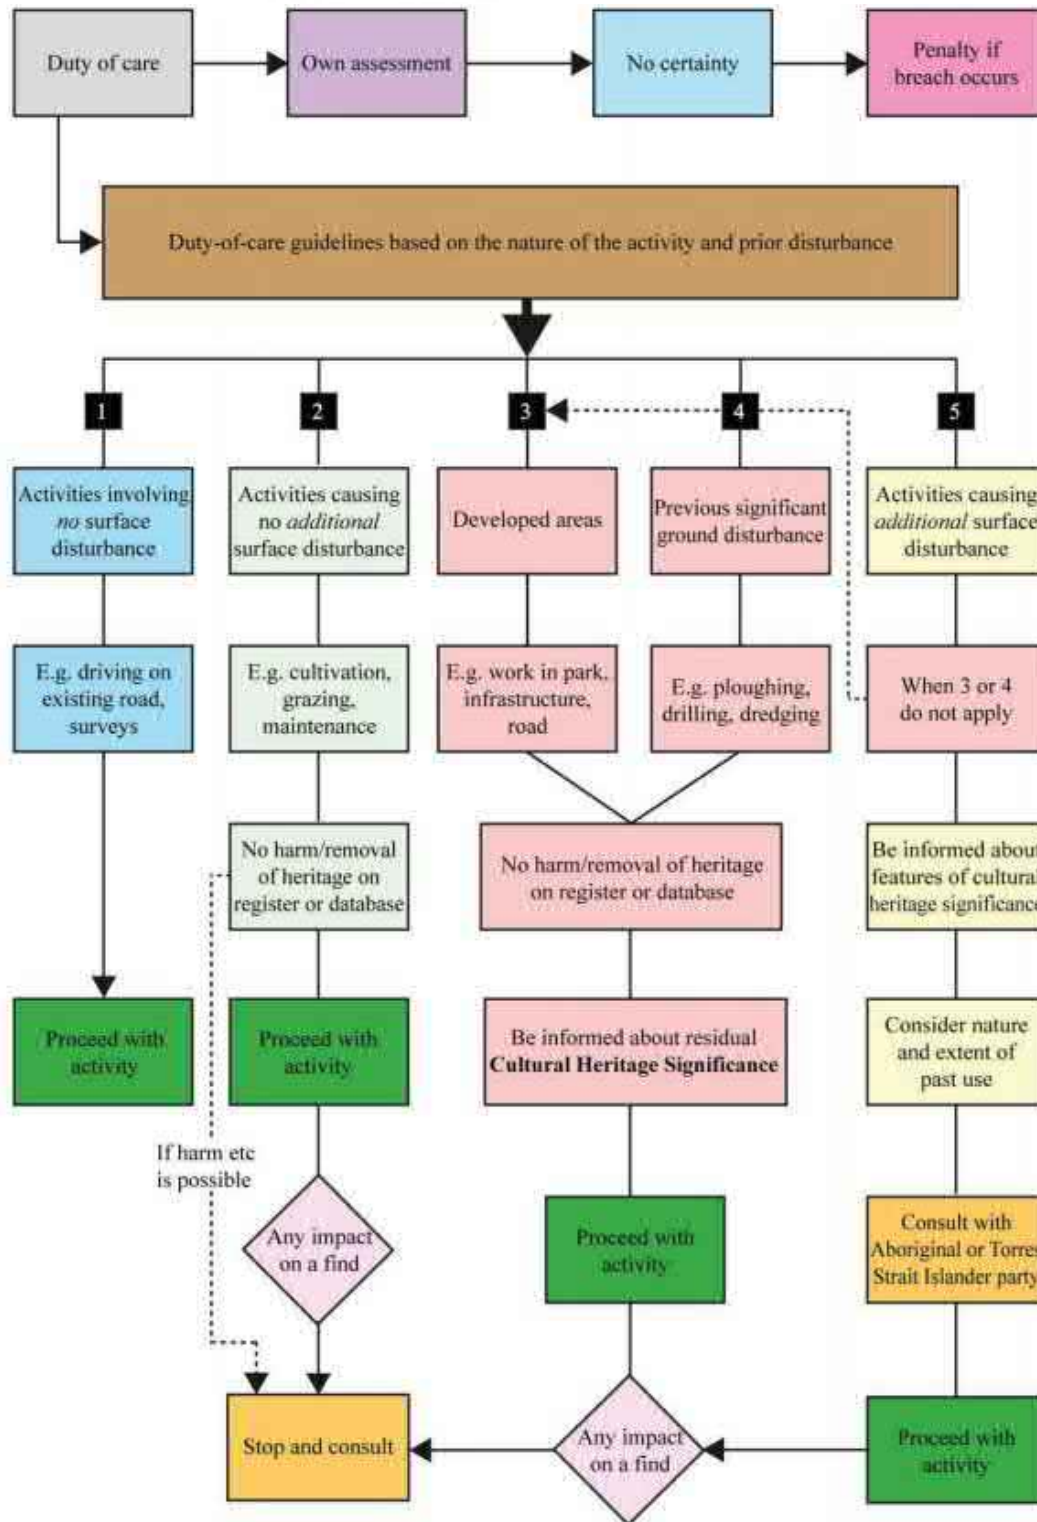 Duty of care
Own assessment
No certainty
Penalty if
breach occurs
Duty-of-care guidelines based on the nature of the activity and prior disturbance
1
2
3
4
5
Activities involving
no surface
disturbance
Activities causing
no additional
surface disturbance
Developed areas
Previous significant
ground disturbance
Activities causing
additional surface
disturbance
E.g. driving on
existing road,
surveys
E.g. cultivation,
grazing,
maintenance
E.g. work in park,
infrastructure,
road
E.g. ploughing,
drilling, dredging
When 3 or 4
do not apply
No harm/removal
of heritage on
register or database
No harm/removal of heritage
on register or database
Be informed about
features of cultural
heritage significance
Proceed with
activity
Proceed with
activity
Be informed about residual
Cultural Heritage Significance
Consider nature
and extent of
past use
If harm etc
is possible
Any impact
on a find
Proceed with
activity
Consult with
Aboriginal or Torres
Strait Islander party
Stop and consult
Any impact
on a find
Proceed with
activity